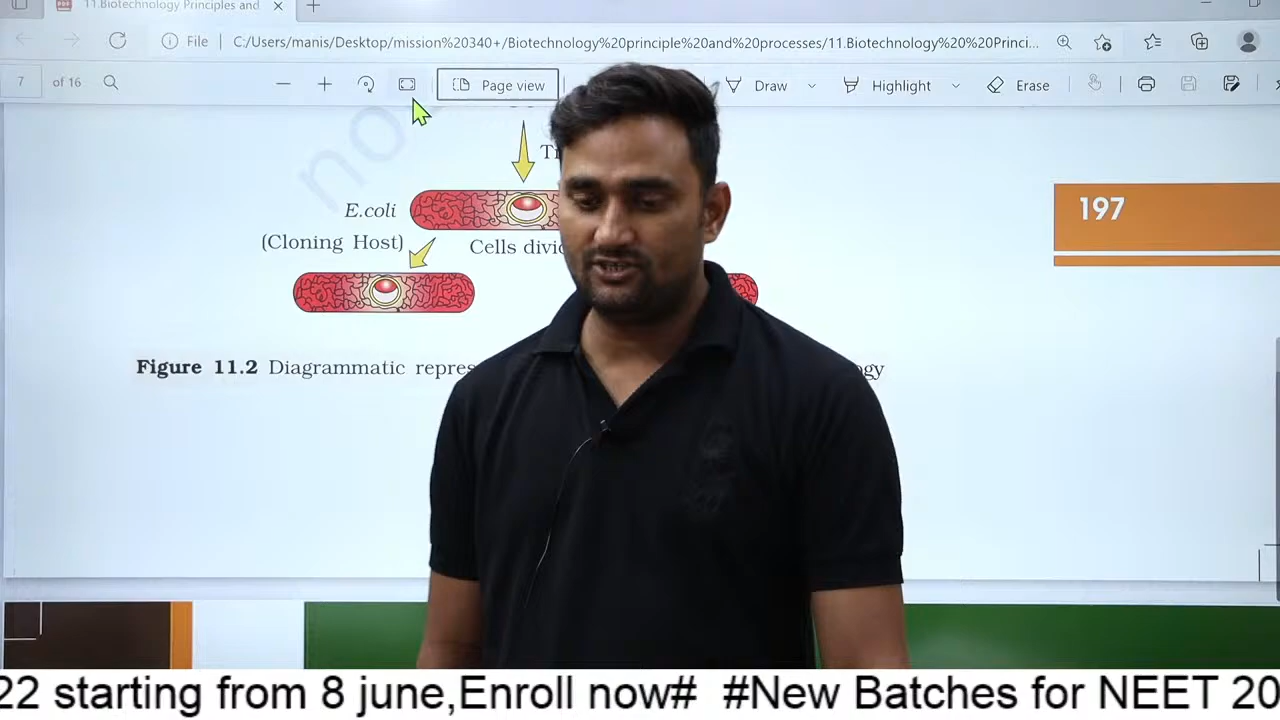 11.Biotechnology Principles and
File C:/Users/manis/Desktop/mission%20340+/Biotechnology%20principle%20and%20processes/11.Biotechnology%20%20Princi...
7 of 16 Page view Draw Highlight Erase
E.coli
(Cloning Host)
Cells
197
Figure 11.2 Diagrammatic
22 starting from 8 june,Enroll now# #New Batches for NEET 20